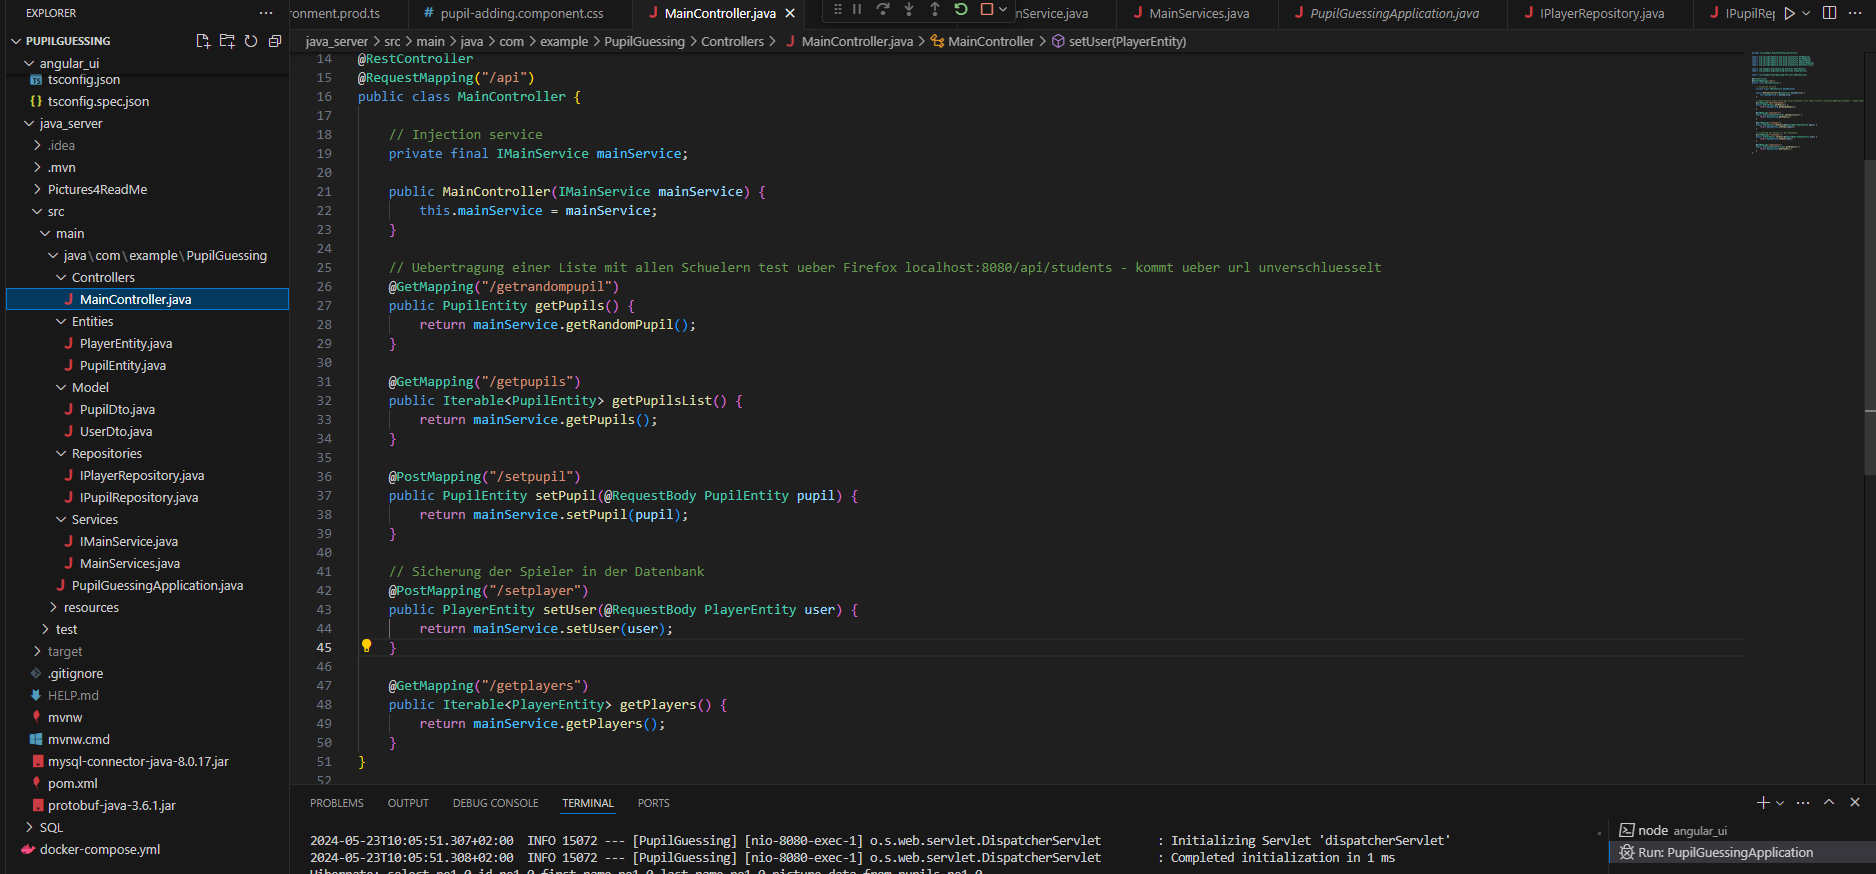 EXPLORER
PUPILGUESSING
angular_ui
tsconfig.json
tsconfig.spec.json
java_server
.idea
.mvn
Pictures4ReadMe
src
main
java\com\example\PupilGuessing
Controllers
MainController.java
Entities
PlayerEntity.java
PupilEntity.java
Model
PupilDto.java
UserDto.java
Repositories
IPlayerRepository.java
IPupilRepository.java
Services
IMainService.java
MainServices.java
PupilGuessingApplication.java
resources
test
target
.gitignore
HELP.md
mvnw
mvnw.cmd
mysql-connector-java-8.0.17.jar
pom.xml
protobuf-java-3.6.1.jar
SQL
docker-compose.yml
ronment.prod.ts # pupil-adding.component.css MainController.java nService.java MainServices.java PupilGuessingApplication.java IPlayerRepository.java IPupilRep
java_server > src > main > java > com > example > PupilGuessing > Controllers > MainController.java > MainController > setUser(PlayerEntity)
14 @RestController
15 @RequestMapping("/api")
16 public class MainController {
17
18 // Injection service
19 private final IMainService mainService;
20
21 public MainController(IMainService mainService) {
22 this.mainService = mainService;
23 }
24
25 // Uebertragung einer Liste mit allen Schuelern test ueber Firefox localhost:8080/api/students - kommt ueber url unverschluesselt
26 @GetMapping("/getrandompupil")
27 public PupilEntity getPupils() {
28 return mainService.getRandomPupil();
29 }
30
31 @GetMapping("/getpupils")
32 public Iterable<PupilEntity> getPupilsList() {
33 return mainService.getPupils();
34 }
35
36 @PostMapping("/setpupil")
37 public PupilEntity setPupil(@RequestBody PupilEntity pupil) {
38 return mainService.setPupil(pupil);
39 }
40
41 // Sicherung der Spieler in der Datenbank
42 @PostMapping("/setplayer")
43 public PlayerEntity setUser(@RequestBody PlayerEntity user) {
44 return mainService.setUser(user);
45 }
46
47 @GetMapping("/getplayers")
48 public Iterable<PlayerEntity> getPlayers() {
49 return mainService.getPlayers();
50 }
51 }
52
PROBLEMS OUTPUT DEBUG CONSOLE TERMINAL PORTS
2024-05-23T10:05:51.307+02:00 INFO 15072 --- [PupilGuessing] [nio-8080-exec-1] o.s.web.servlet.DispatcherServlet : Initializing Servlet 'dispatcherServlet'
2024-05-23T10:05:51.308+02:00 INFO 15072 --- [PupilGuessing] [nio-8080-exec-1] o.s.web.servlet.DispatcherServlet : Completed initialization in 1 ms
Hibernate: select pe1_0.id,pe1_0.first_name,pe1_0.last_name,pe1_0.picture_data from pupils pe1_0
node angular_ui
Run: PupilGuessingApplication